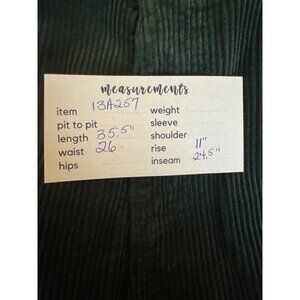 measurements
item 13A257 weight
pit to pit sleeve
length 35.5" shoulder
waist 26. rise 11"
hips inseam 24.5"